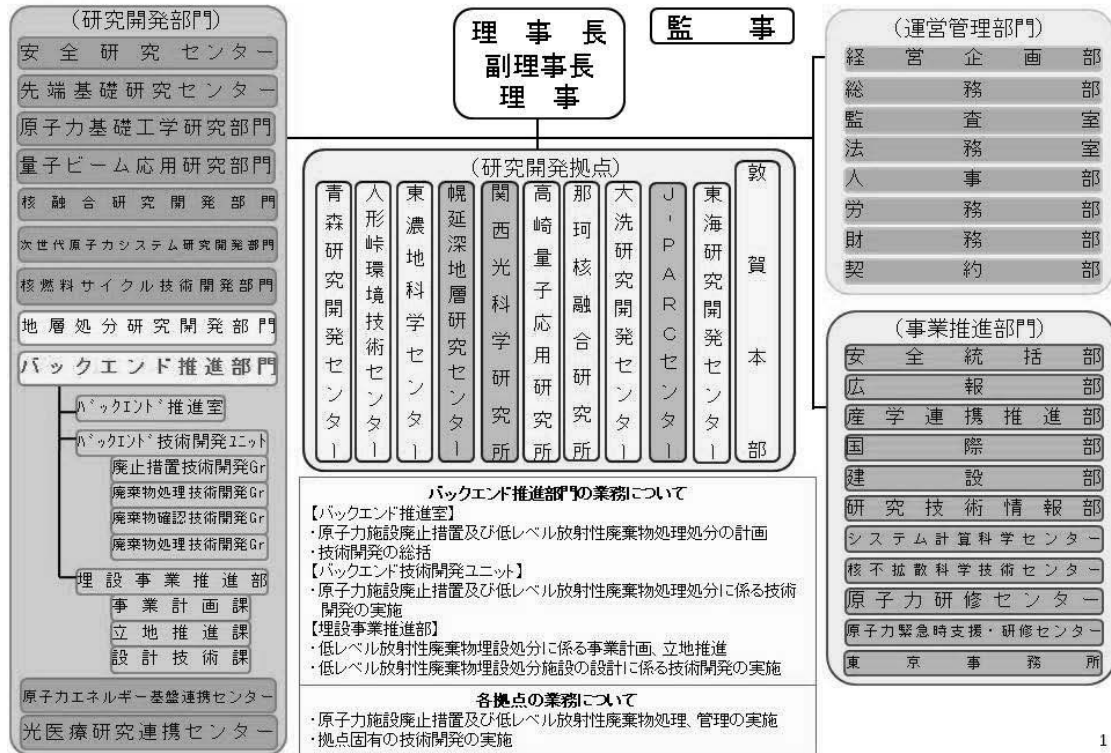 （研究開発部門）
安全研究センター
先端基礎研究センター
原子力基礎工学研究部門
量子ビーム応用研究部門
核融合研究開発部門
次世代原子力システム研究開発部門
核燃料サイクル技術開発部門
地層処分研究開発部門
バックエンド推進部門
バックエンド推進室
バックエンド技術開発ユニット
廃止措置技術開発Gr
廃棄物処理技術開発Gr
廃棄物確認技術開発Gr
廃棄物処理技術開発Gr
埋設事業推進部
事業計画課
立地推進課
設計技術課
原子力エネルギー基盤連携センター
光医療研究連携センター
理事長
副理事長
理事
監事
（研究開発拠点）
青森研究開発センター
人形峠環境技術センター
東濃地科学センター
幌延深地層研究センター
関西光科学研究所
高崎量子応用研究所
那珂核融合研究所
大洗研究開発センター
J-PARCセンター
東海研究開発センター
敦賀本部
バックエンド推進部門の業務について
【バックエンド推進室】
・原子力施設廃止措置及び低レベル放射性廃棄物処理処分の計画
・技術開発の総括
【バックエンド技術開発ユニット】
・原子力施設廃止措置及び低レベル放射性廃棄物処理処分に係る技術
開発の実施
【埋設事業推進部】
・低レベル放射性廃棄物埋設処分に係る事業計画、立地推進
・低レベル放射性廃棄物埋設処分施設の設計に係る技術開発の実施
各拠点の業務について
・原子力施設廃止措置及び低レベル放射性廃棄物処理、管理の実施
・拠点固有の技術開発の実施
（運営管理部門）
経営企画部
総務部
監査室
法務室
人事部
労務部
財務部
契約部
（事業推進部門）
安全統括部
広報部
産学連携推進部
国際部
建設部
研究技術情報部
システム計算科学センター
核不拡散科学技術センター
原子力研修センター
原子力緊急時支援・研修センター
東京事務所
1